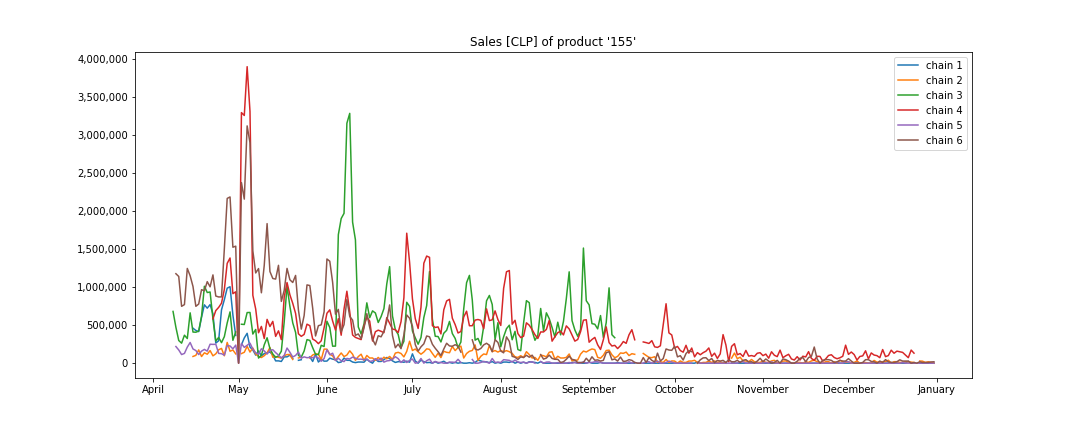 Sales [CLP] of product '155'
4,000,000
3,500,000
3,000,000
2,500,000
2,000,000
1,500,000
1,000,000
500,000
0
chain 1
chain 2
chain 3
chain 4
chain 5
chain 6
April May June July August September October November December January